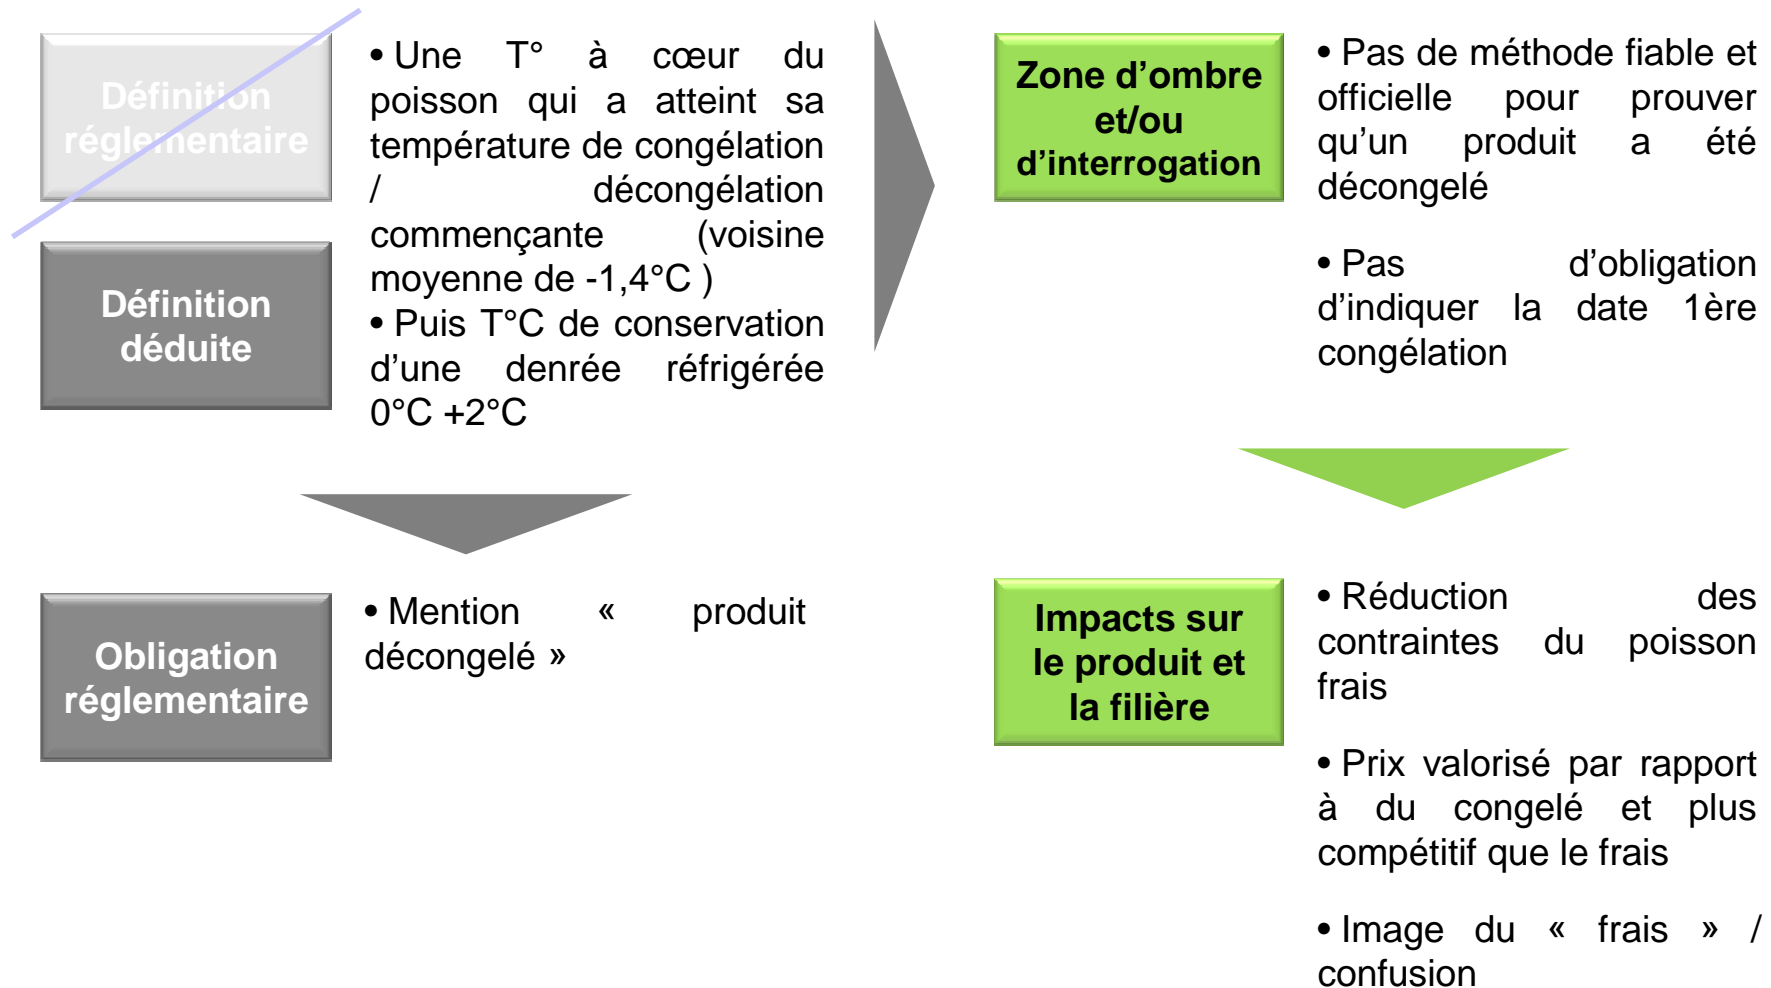 Définition
réglementaire
• Une T° à cœur du
poisson qui a atteint sa
température de congélation
/ décongélation
commençante (voisine
moyenne de -1,4°C )
• Puis T°C de conservation
d’une denrée réfrigérée
0°C +2°C
Définition
déduite
Obligation
réglementaire
• Mention « produit
décongelé »
Zone d’ombre
et/ou
d’interrogation
• Pas de méthode fiable et
officielle pour prouver
qu’un produit a été
décongelé
• Pas d’obligation
d’indiquer la date 1ère
congélation
Impacts sur
le produit et
la filière
• Réduction des
contraintes du poisson
frais
• Prix valorisé par rapport
à du congelé et plus
compétitif que le frais
• Image du « frais » /
confusion